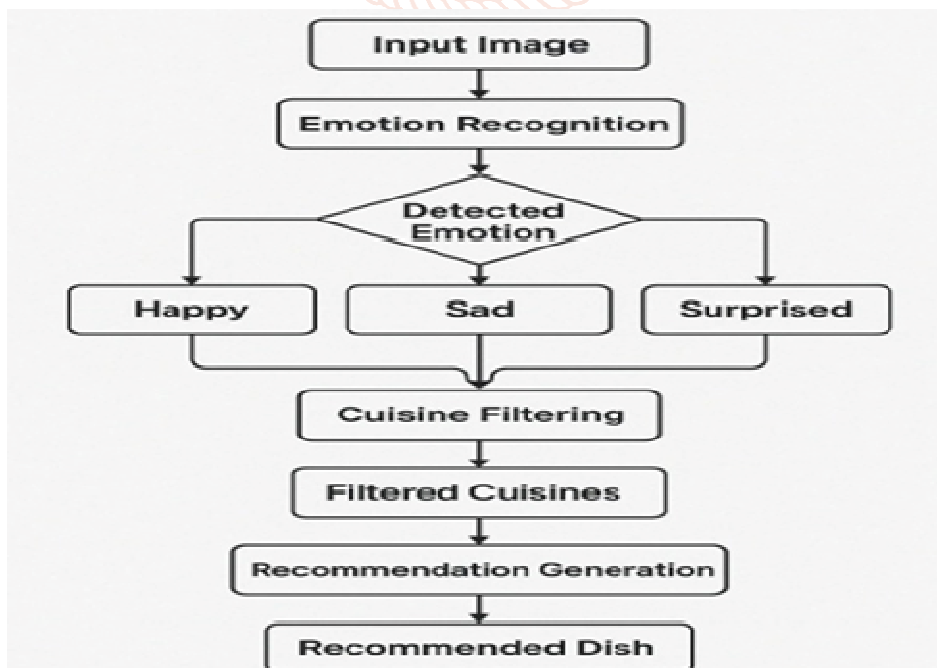 Input Image
Emotion Recognition
Detected
Emotion
Happy
Sad
Surprised
Cuisine Filtering
Filtered Cuisines
Recommendation Generation
Recommended Dish